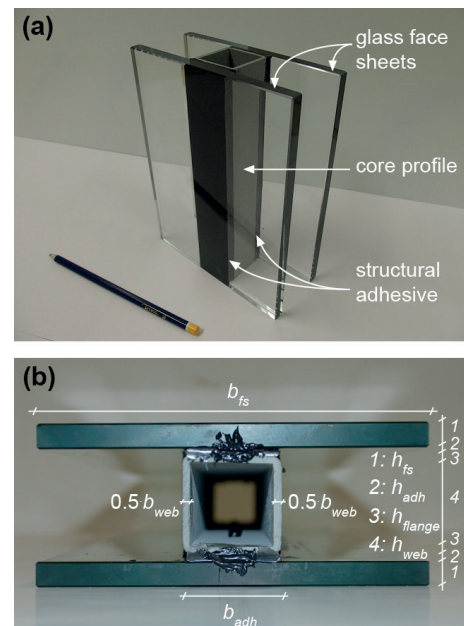 (a)
glass face
sheets
core profile
structural
adhesive
(b)
b_fs
1
2
3
4
3
2
1
1: h_fs
2: h_adh
3: h_flange
4: h_web
0.5 b_web
0.5 b_web
b_adh